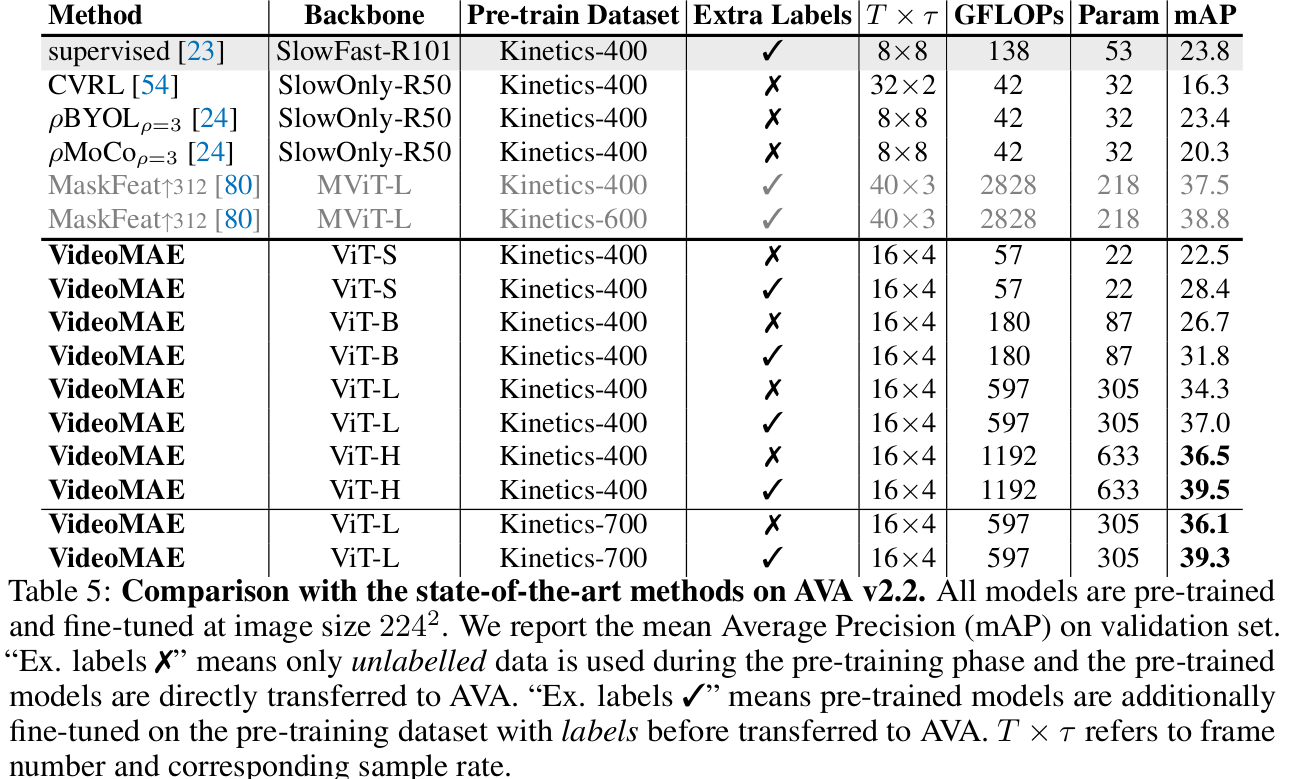 Method Backbone Pre-train Dataset Extra Labels T × τ GFLOPs Param mAP
supervised [23] SlowFast-R101 Kinetics-400 ✓ 8×8 138 53 23.8
CVRL [54] SlowOnly-R50 Kinetics-400 ✗ 32×2 42 32 16.3
ρBYOLρ=3 [24] SlowOnly-R50 Kinetics-400 ✗ 8×8 42 32 23.4
ρMoCoρ=3 [24] SlowOnly-R50 Kinetics-400 ✗ 8×8 42 32 20.3
MaskFeat↑312 [80] MViT-L Kinetics-400 ✓ 40×3 2828 218 37.5
MaskFeat↑312 [80] MViT-L Kinetics-600 ✓ 40×3 2828 218 38.8
VideoMAE ViT-S Kinetics-400 ✗ 16×4 57 22 22.5
VideoMAE ViT-S Kinetics-400 ✓ 16×4 57 22 28.4
VideoMAE ViT-B Kinetics-400 ✗ 16×4 180 87 26.7
VideoMAE ViT-B Kinetics-400 ✓ 16×4 180 87 31.8
VideoMAE ViT-L Kinetics-400 ✗ 16×4 597 305 34.3
VideoMAE ViT-L Kinetics-400 ✓ 16×4 597 305 37.0
VideoMAE ViT-H Kinetics-400 ✗ 16×4 1192 633 36.5
VideoMAE ViT-H Kinetics-400 ✓ 16×4 1192 633 39.5
VideoMAE ViT-L Kinetics-700 ✗ 16×4 597 305 36.1
VideoMAE ViT-L Kinetics-700 ✓ 16×4 597 305 39.3
Table 5: Comparison with the state-of-the-art methods on AVA v2.2. All models are pre-trained
and fine-tuned at image size 224². We report the mean Average Precision (mAP) on validation set.
“Ex. labels ✗” means only unlabelled data is used during the pre-training phase and the pre-trained
models are directly transferred to AVA. “Ex. labels ✓” means pre-trained models are additionally
fine-tuned on the pre-training dataset with labels before transferred to AVA. T × τ refers to frame
number and corresponding sample rate.